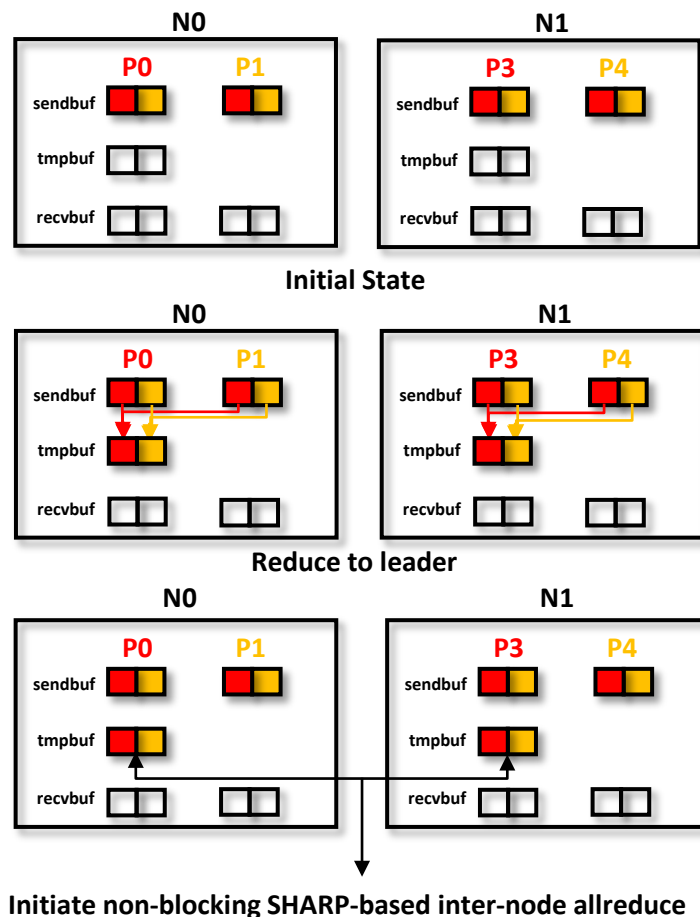 N0 N1
P0 P1 P3 P4
sendbuf sendbuf
tmpbuf tmpbuf
recvbuf recvbuf
Initial State
N0 N1
P0 P1 P3 P4
sendbuf sendbuf
tmpbuf tmpbuf
recvbuf recvbuf
Reduce to leader
N0 N1
P0 P1 P3 P4
sendbuf sendbuf
tmpbuf tmpbuf
recvbuf recvbuf
Initiate non-blocking SHARP-based inter-node allreduce